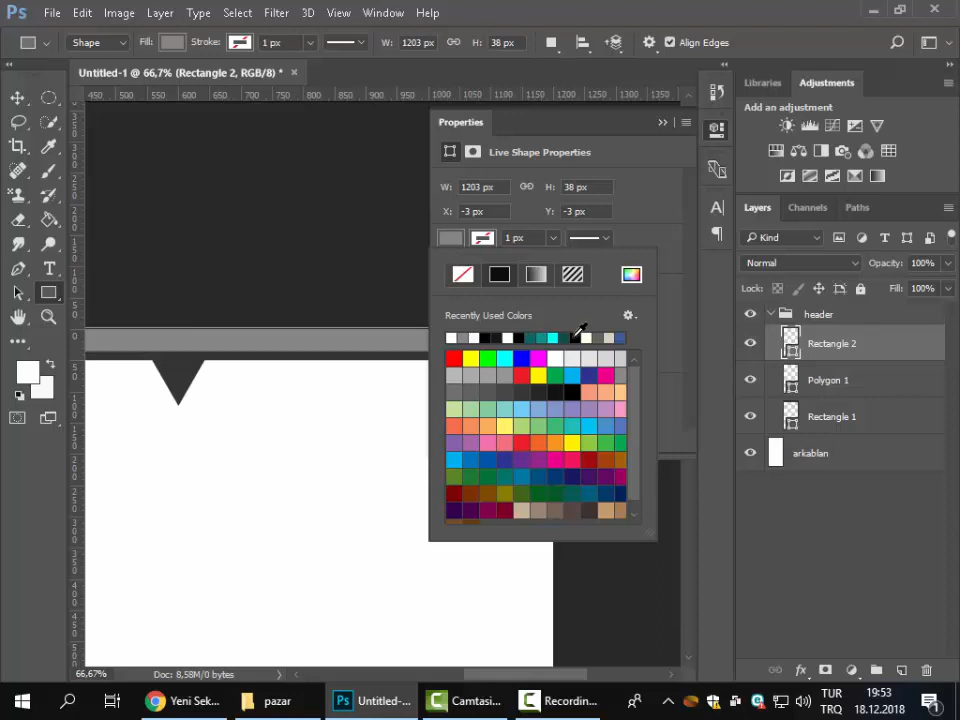 Ps File Edit Image Layer Type Select Filter 3D View Window Help
Shape Fill: Stroke: 1 px W: 1203 px H: 38 px Align Edges
Untitled-1 @ 66,7% (Rectangle 2, RGB/8) * ×
450 500 550 600 650 700 750 800 850 900 950 1000 1050 1100 1150 1200 1250 1300 1350
Properties
Live Shape Properties
W: 1203 px H: 38 px
X: -3 px Y: -3 px
1 px
Recently Used Colors
Libraries Adjustments
Add an adjustment
Layers Channels Paths
Kind
Normal Opacity: 100%
Lock: Fill: 100%
header
Rectangle 2
Polygon 1
Rectangle 1
arkablan
66,67% Doc: 8,58M/0 bytes
Yeni Sek... pazar Untitled-... Camtasi... Recordin...
TUR
TRQ
19:53
18.12.2018